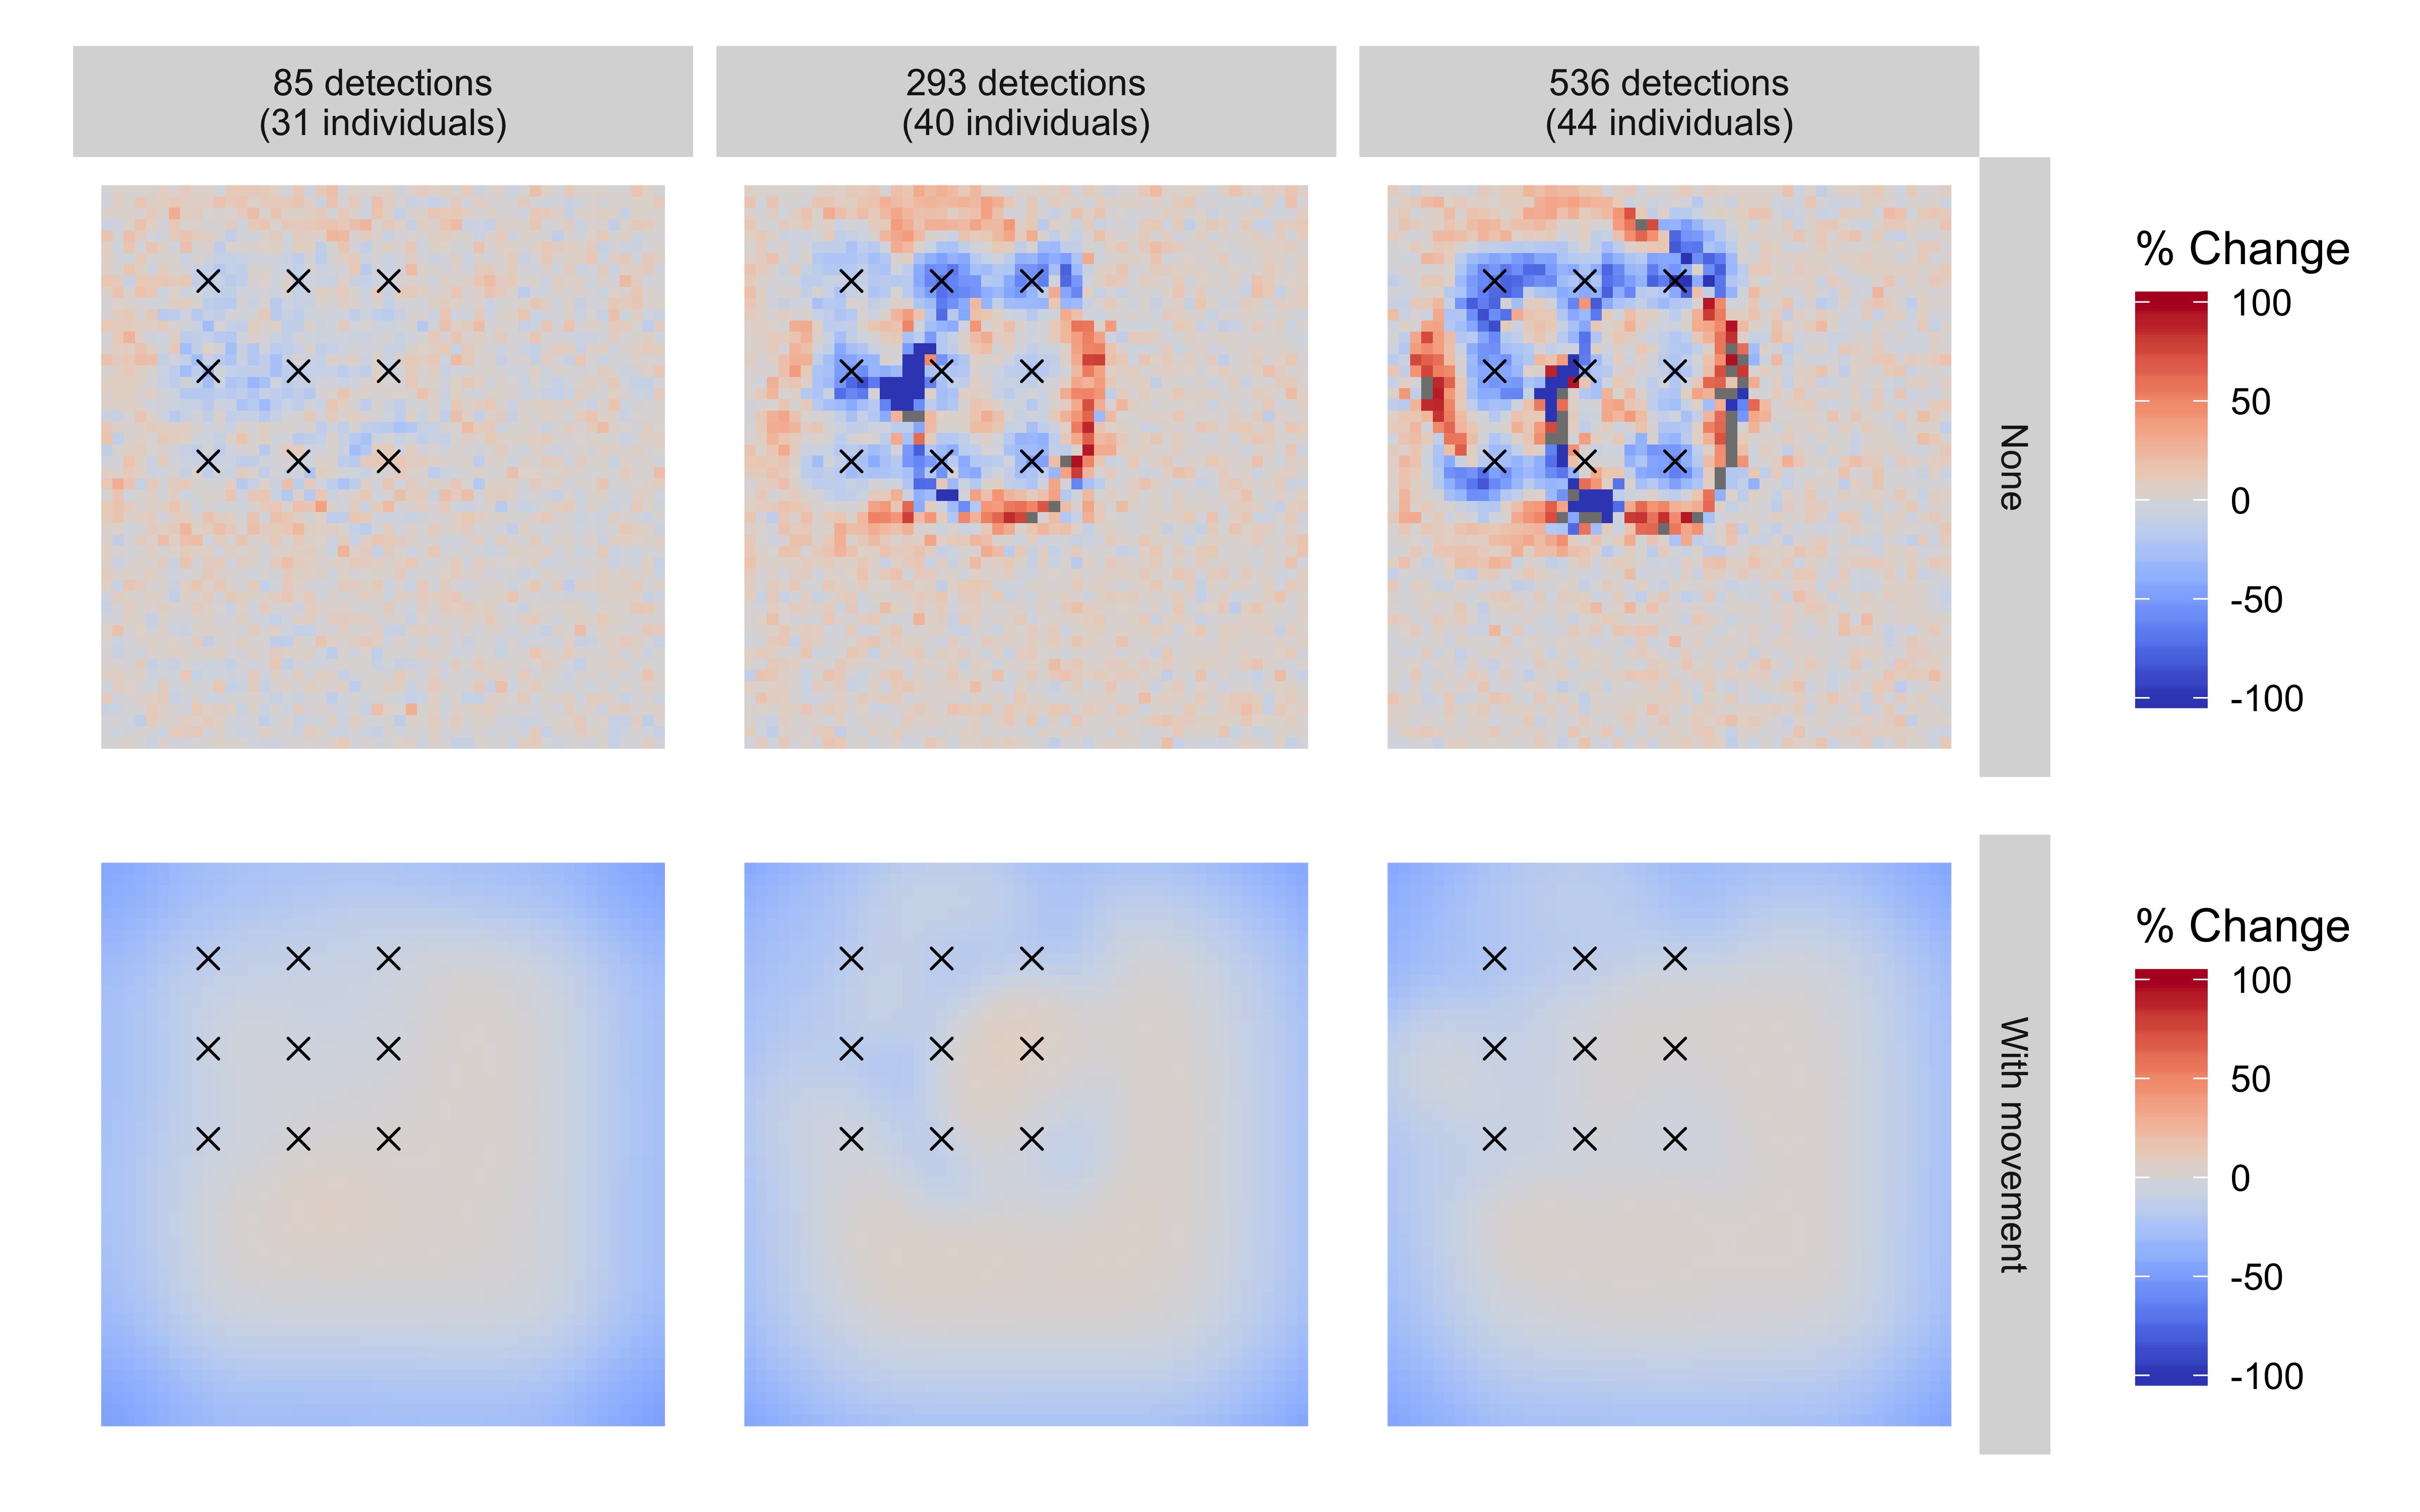 85 detections
(31 individuals)
293 detections
(40 individuals)
536 detections
(44 individuals)
None
% Change
100
50
0
-50
-100
With movement
% Change
100
50
0
-50
-100